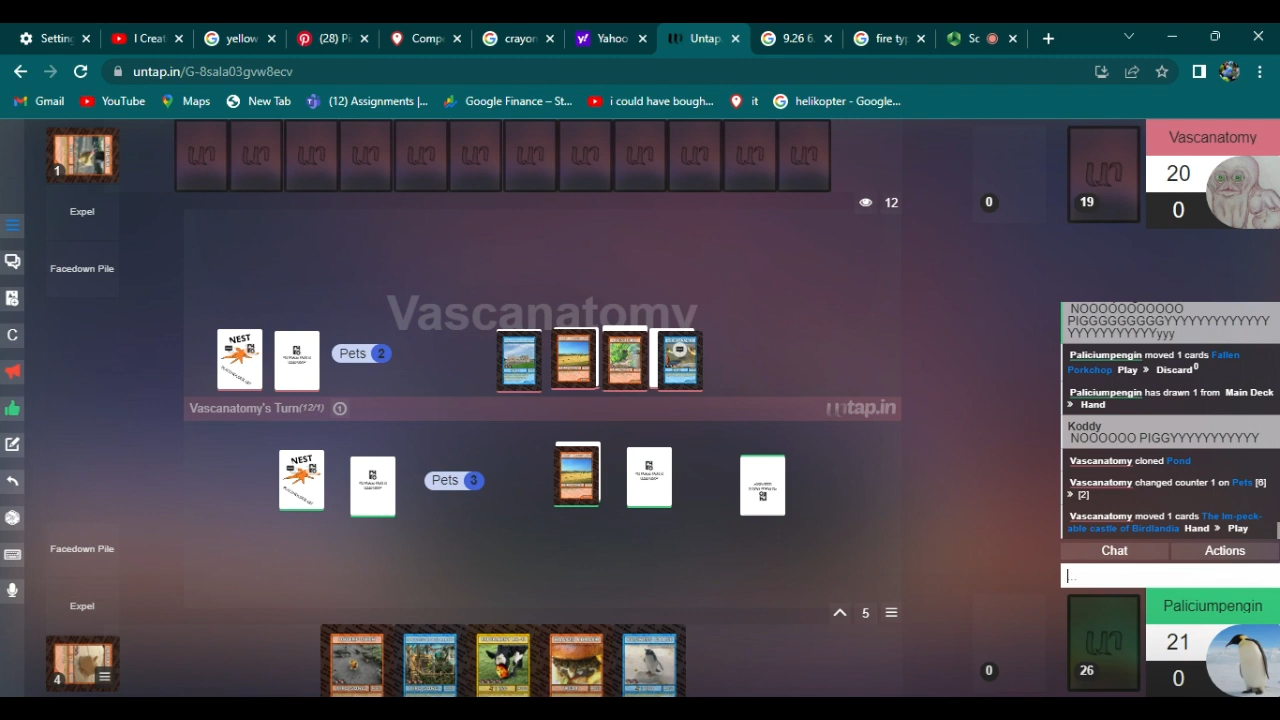 Setting
I Creat
yellow
(28) Pi
Comp
crayon
Yahoo
Untap.
9.26 6.
fire typ
Sc
untap.in/G-8sala03gvw8ecv
Gmail
YouTube
Maps
New Tab
(12) Assignments |...
Google Finance – St...
i could have bough...
it
helikopter - Google...
1
Expel
Facedown Pile
12
0
19
Vascanatomy
20
0
Vascanatomy
NEST
Pets 2
Vascanatomy's Turn(12/1) 1
untap.in
NEST
Pets 3
NOOOOOOOOOOO
PIGGGGGGGGYYYYYYYYYYYY
YYYYYYYYYYYyyy
Paliciumpengin moved 1 cards Fallen
Porkchop Play » Discard0
Paliciumpengin has drawn 1 from Main Deck
» Hand
Koddy
NOOOOOO PIGGYYYYYYYYYYY
Vascanatomy cloned Pond
Vascanatomy changed counter 1 on Pets [6]
» [2]
Vascanatomy moved 1 cards The Im-peck-
able castle of Birdlandia Hand » Play
Chat
Actions
Facedown Pile
Expel
4
5
0
26
Paliciumpengin
21
0
C